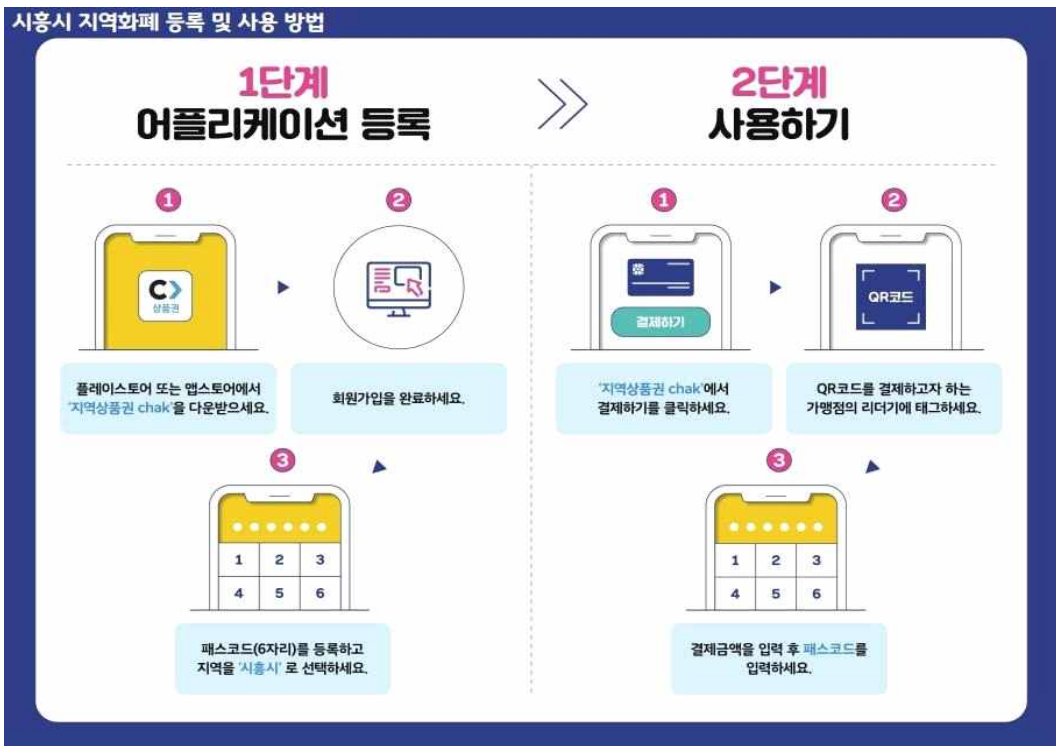 시흥시 지역화폐 등록 및 사용 방법
1단계
어플리케이션 등록
1
C
상품권
플레이스토어 또는 앱스토어에서
'지역상품권 chak'을 다운받으세요.
2
회원가입을 완료하세요.
3
1 2 3
4 5 6
패스코드(6자리)를 등록하고
지역을 '시흥시' 로 선택하세요.
2단계
사용하기
1
결제하기
'지역상품권 chak'에서
결제하기를 클릭하세요.
2
QR코드
QR코드를 결제하고자 하는
가맹점의 리더기에 태그하세요.
3
1 2 3
4 5 6
결제금액을 입력 후 패스코드를
입력하세요.